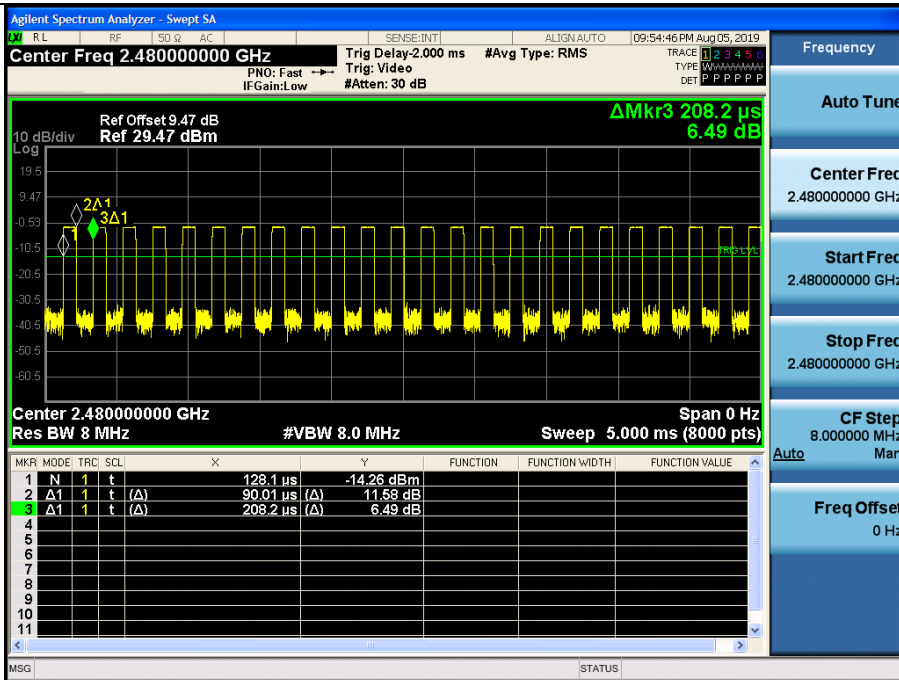 Agilent Spectrum Analyzer - Swept SA
LXI RL RF 50 Ω AC SENSE:INT ALIGN AUTO 09:54:46 PM Aug 05, 2019
Center Freq 2.480000000 GHz
PNO: Fast
IFGain:Low
Trig Delay-2.000 ms
Trig: Video
#Atten: 30 dB
#Avg Type: RMS
TRACE 1 2 3 4 5 6
TYPE WWWWWW
DET P P P P P P
Ref Offset 9.47 dB
Ref 29.47 dBm
10 dB/div
Log
ΔMkr3 208.2 µs
6.49 dB
19.5
9.47
-0.53
-10.5
-20.5
-30.5
-40.5
-50.5
-60.5
2Δ1
3Δ1
TRIG LVL
Center 2.480000000 GHz Span 0 Hz
Res BW 8 MHz #VBW 8.0 MHz Sweep 5.000 ms (8000 pts)
MKR MODE TRC SCL X Y FUNCTION FUNCTION WIDTH FUNCTION VALUE
1 N 1 t 128.1 µs -14.26 dBm
2 Δ1 1 t (Δ) 90.01 µs (Δ) 11.58 dB
3 Δ1 1 t (Δ) 208.2 µs (Δ) 6.49 dB
4
5
6
7
8
9
10
11
MSG STATUS
Frequency
Auto Tune
Center Freq
2.480000000 GHz
Start Freq
2.480000000 GHz
Stop Freq
2.480000000 GHz
CF Step
8.000000 MHz
Auto Man
Freq Offset
0 Hz